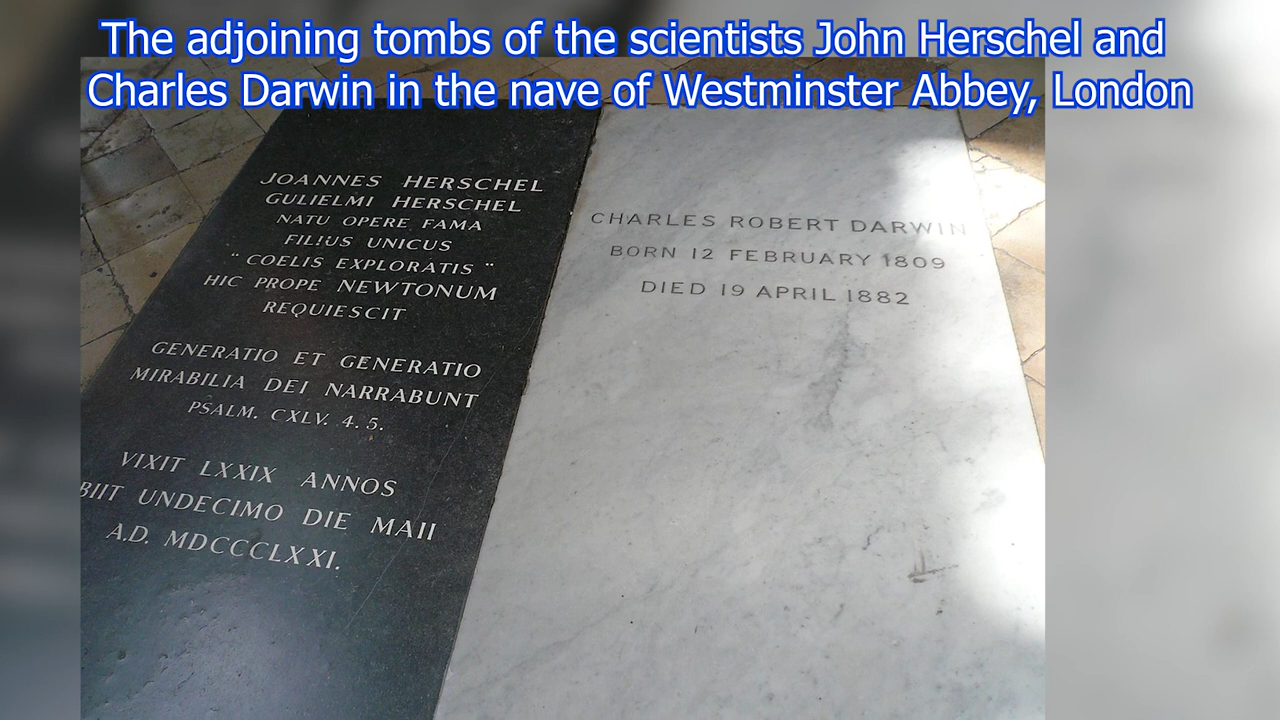 The adjoining tombs of the scientists John Herschel and
Charles Darwin in the nave of Westminster Abbey, London
JOANNES HERSCHEL
GULIELMI HERSCHEL
NATU OPERE FAMA
FILIUS UNICUS
"COELIS EXPLORATIS"
HIC PROPE NEWTONUM
REQUIESCIT
GENERATIO ET GENERATIO
MIRABILIA DEI NARRABUNT
PSALM. CXLV. 4. 5.
VIXIT LXXIX ANNOS
BIIT UNDECIMO DIE MAII
A.D. MDCCCLXXI.
CHARLES ROBERT DARWIN
BORN 12 FEBRUARY 1809
DIED 19 APRIL 1882